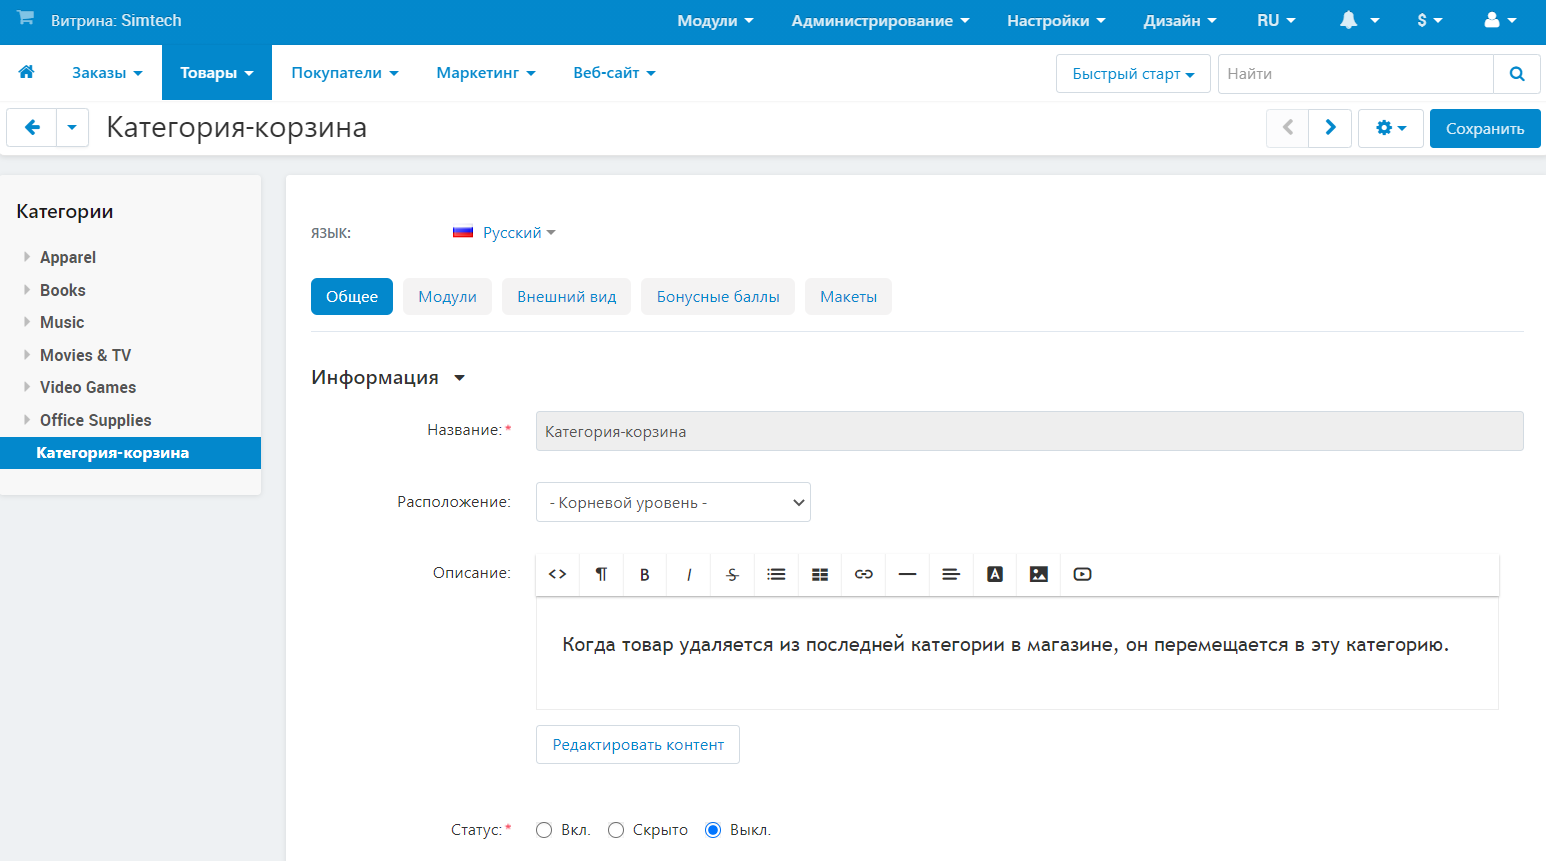 Витрина: Simtech Модули Администрирование Настройки Дизайн RU $
Заказы Товары Покупатели Маркетинг Веб-сайт Быстрый старт Найти
Категория-корзина Сохранить
Категории
Apparel
Books
Music
Movies & TV
Video Games
Office Supplies
Категория-корзина
ЯЗЫК: Русский
Общее Модули Внешний вид Бонусные баллы Макеты
Информация
Название:* Категория-корзина
Расположение: - Корневой уровень -
Описание: <> ¶ B I S A
Когда товар удаляется из последней категории в магазине, он перемещается в эту категорию.
Редактировать контент
Статус:* Вкл. Скрыто Выкл.